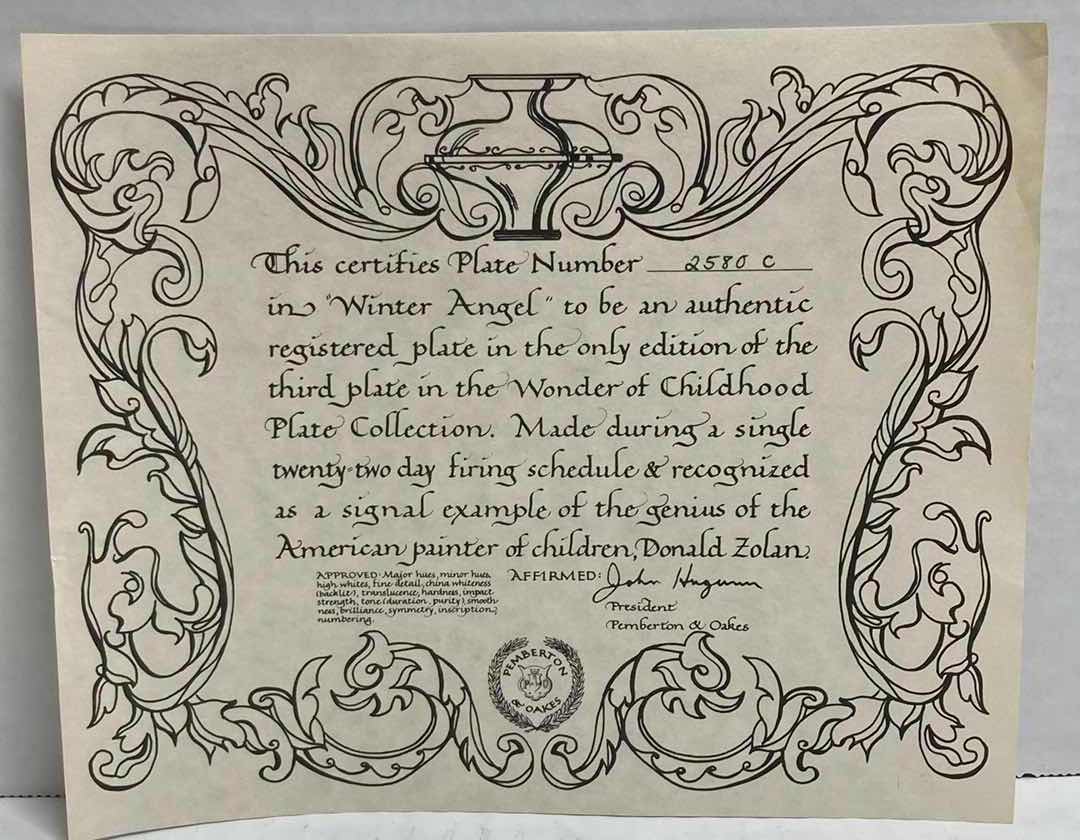 This certifies Plate Number 2580 C
in "Winter Angel" to be an authentic
registered plate in the only edition of the
third plate in the Wonder of Childhood
Plate Collection. Made during a single
twenty-two day firing schedule & recognized
as a signal example of the genius of the
American painter of children, Donald Zolan.
APPROVED: Major hues, minor hues,
high whites, fine detail, china whiteness
(backlit), translucence, hardness, impact
strength, tone (duration, purity), smooth-
ness, brilliance, symmetry, inscription,
numbering.
AFFIRMED: John
President
Pemberton & Oakes
PEMBERTON
& OAKES